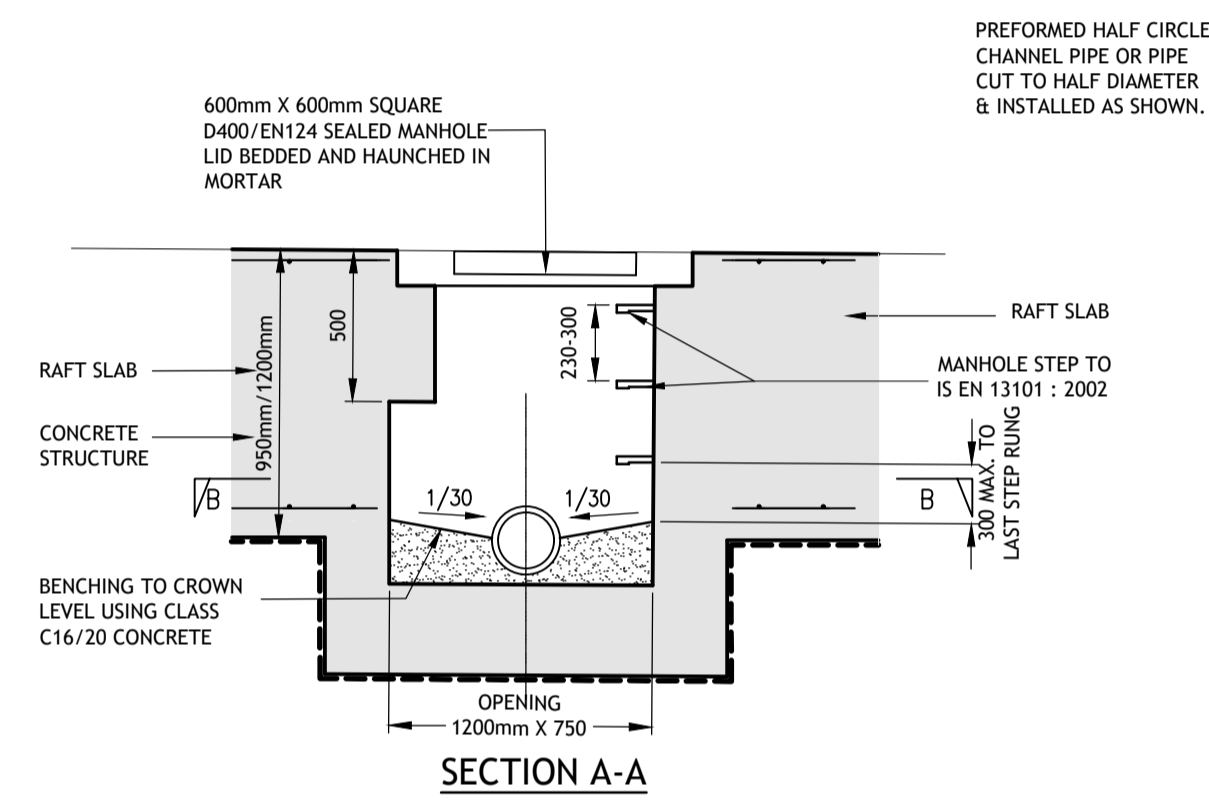 PREFORMED HALF CIRCLE
CHANNEL PIPE OR PIPE
CUT TO HALF DIAMETER
& INSTALLED AS SHOWN.
600mm X 600mm SQUARE
D400/EN124 SEALED MANHOLE
LID BEDDED AND HAUNCHED IN
MORTAR
RAFT SLAB
CONCRETE
STRUCTURE
950mm/1200mm
500
230-300
RAFT SLAB
MANHOLE STEP TO
IS EN 13101 : 2002
300 MAX. TO
LAST STEP RUNG
B
1/30
1/30
B
BENCHING TO CROWN
LEVEL USING CLASS
C16/20 CONCRETE
OPENING
1200mm X 750
SECTION A-A